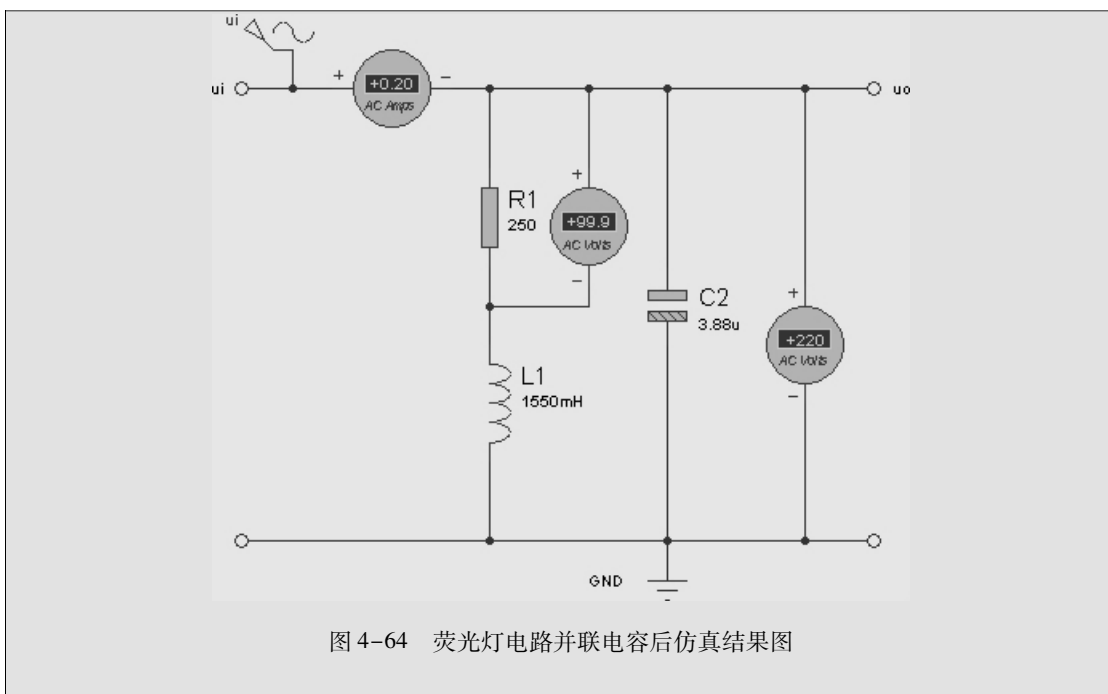 ui
ui
+
+0.20
AC Amps
-
uo
R1
250
+
+99.9
AC Volts
-
C2
3.88u
+
+220
AC Volts
-
L1
1550mH
GND
图 4-64 荧光灯电路并联电容后仿真结果图